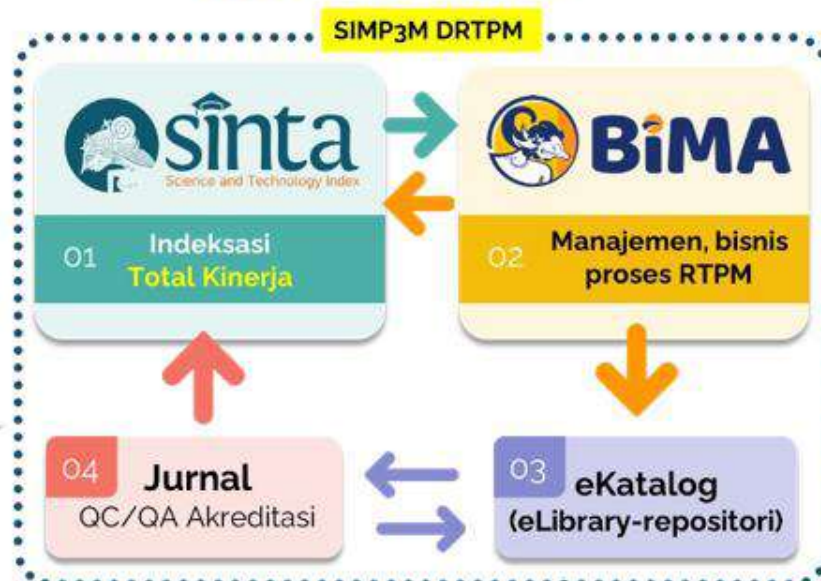 SIMP3M DRTPM
sinta
Science and Technology Index
BiMA
01
Indeksasi
Total Kinerja
02
Manajemen, bisnis
proses RTPM
04
Jurnal
QC/QA Akreditasi
03
eKatalog
(eLibrary-repositori)